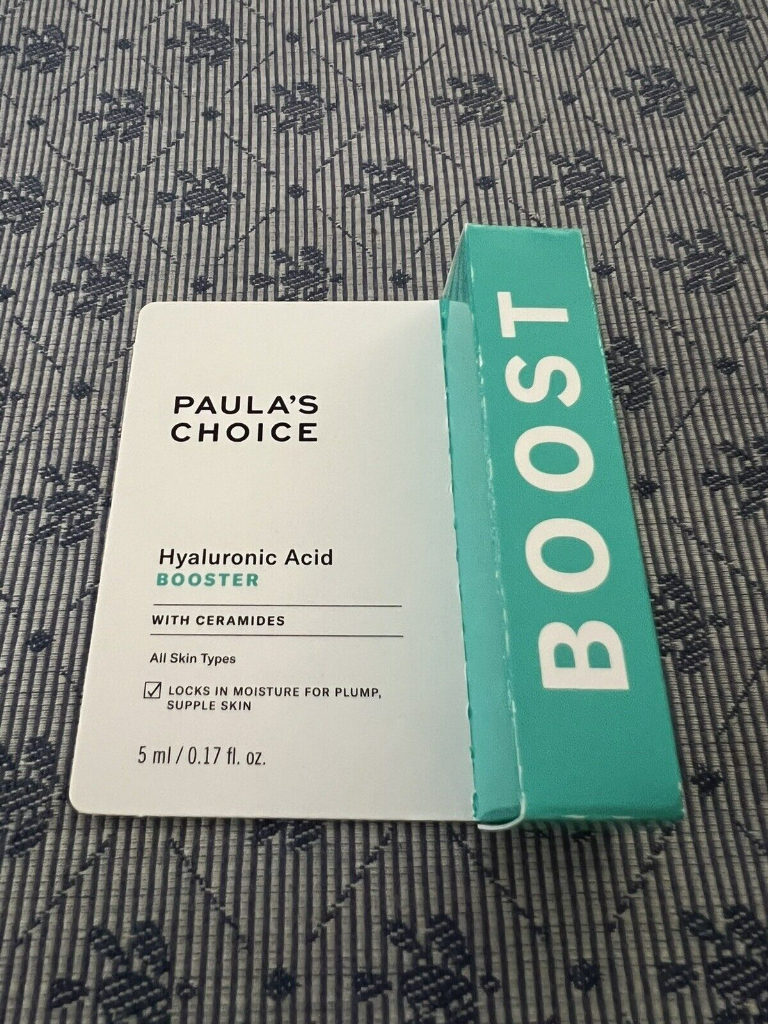 PAULA'S
CHOICE
Hyaluronic Acid
BOOSTER
WITH CERAMIDES
All Skin Types
LOCKS IN MOISTURE FOR PLUMP,
SUPPLE SKIN
5 ml / 0.17 fl. oz.
BOOST